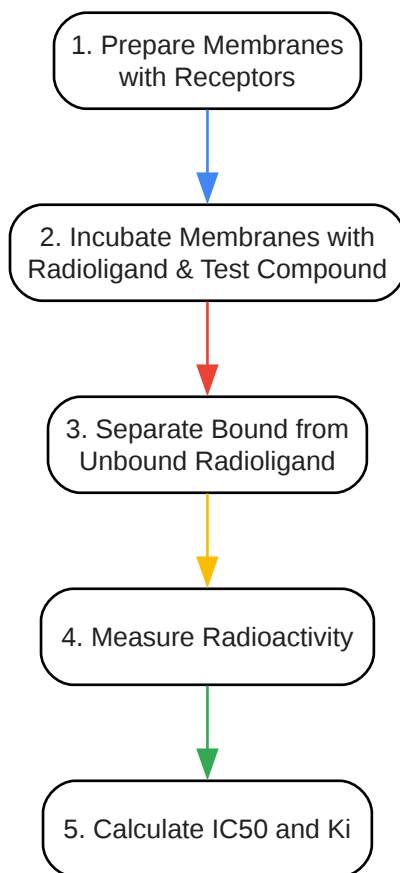 1. Prepare Membranes
with Receptors
2. Incubate Membranes with
Radioligand & Test Compound
3. Separate Bound from
Unbound Radioligand
4. Measure Radioactivity
5. Calculate IC50 and Ki